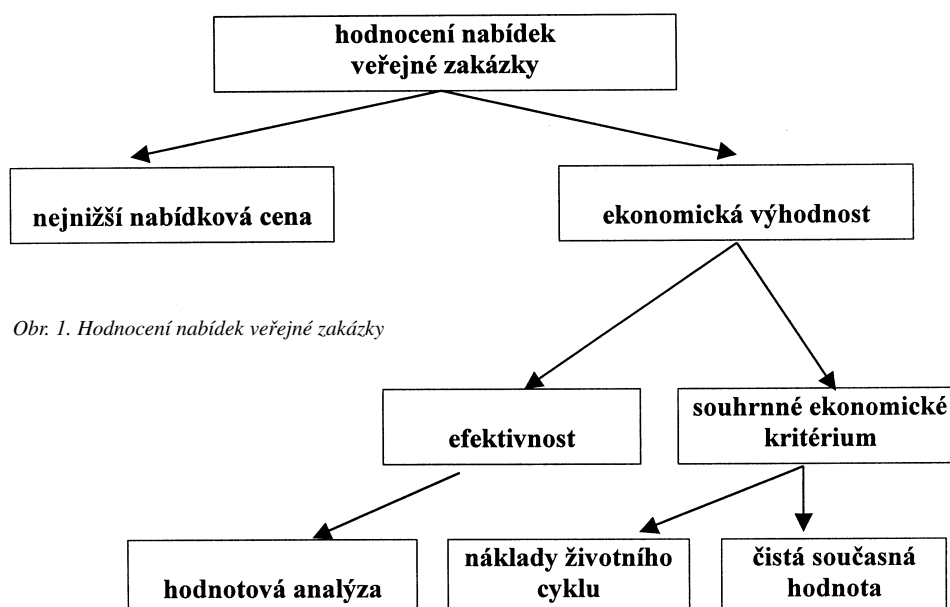 hodnocení nabídek
veřejné zakázky
nejnižší nabídková cena
ekonomická výhodnost
Obr. 1. Hodnocení nabídek veřejné zakázky
efektivnost
souhrnné ekonomické
kritérium
hodnotová analýza
náklady životního
cyklu
čistá současná
hodnota